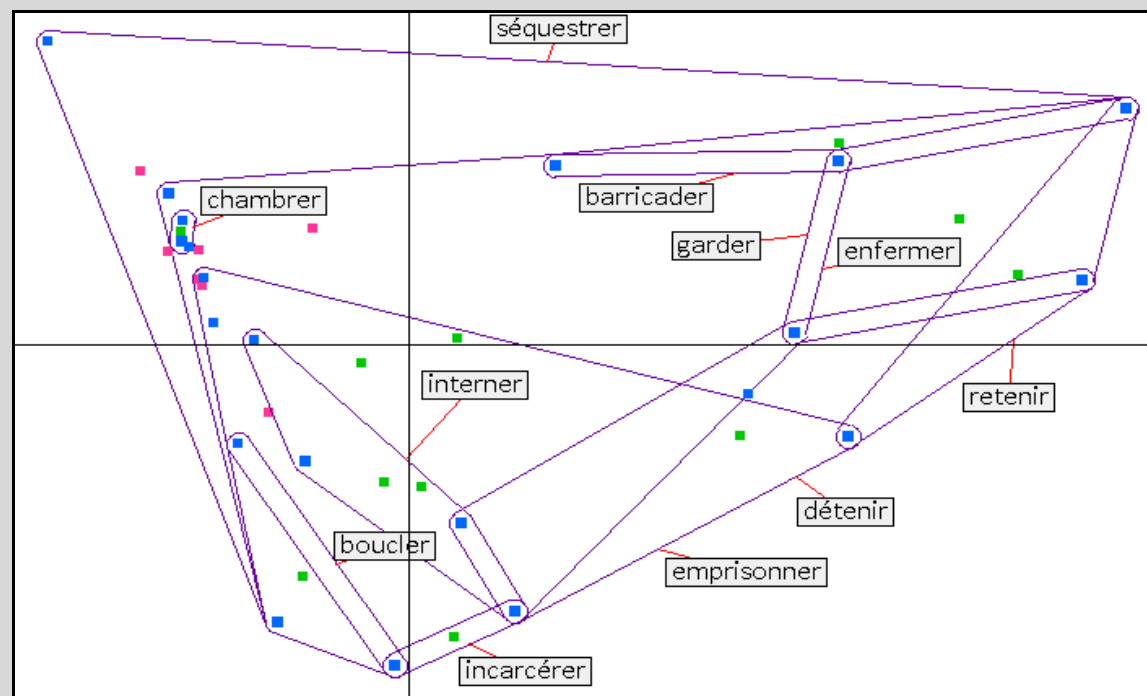 séquestrer
chambrer
barricader
garder
enfermer
interner
retenir
détenir
boucler
emprisonner
incarcérer